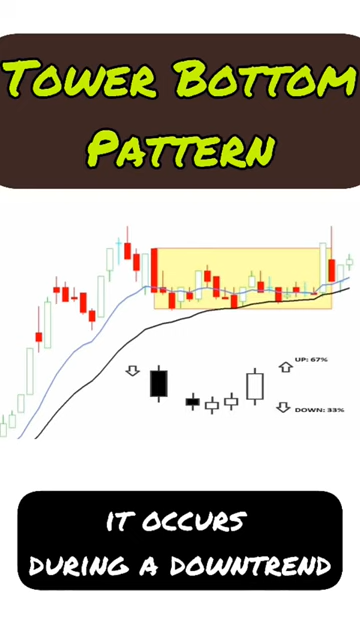 TOWER BOTTOM
PATTERN
UP: 67%
DOWN: 33%
IT OCCURS
DURING A DOWNTREND